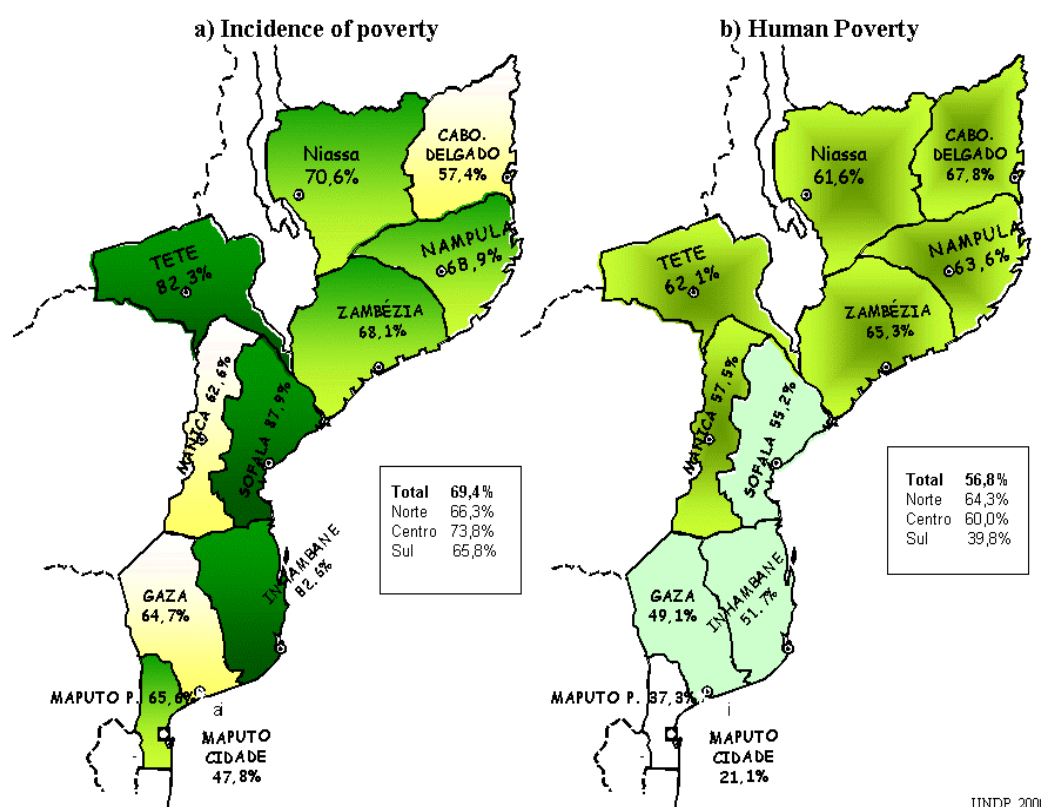 a) Incidence of poverty
Niassa
70,6%
CABO.
DELGADO
57,4%
TETE
82,3%
NAMPULA
68,9%
ZAMBÉZIA
68,1%
MANICA 62,6%
SOFALA 87,9%
Total 69,4%
Norte 66,3%
Centro 73,8%
Sul 65,8%
INHAMBANE
82.6%
GAZA
64,7%
MAPUTO P. 65,6%
ai
MAPUTO
CIDADE
47,8%
b) Human Poverty
Niassa
61,6%
CABO.
DELGADO
67,8%
TETE
62,1%
NAMPULA
63,6%
ZAMBÉZIA
65,3%
MANICA 57,5%
SOFALA 55,2%
Total 56,8%
Norte 64,3%
Centro 60,0%
Sul 39,8%
GAZA
49,1%
INHAMBANE
51.7%
MAPUTO P. 37,3%
i
MAPUTO
CIDADE
21,1%
UNDP,